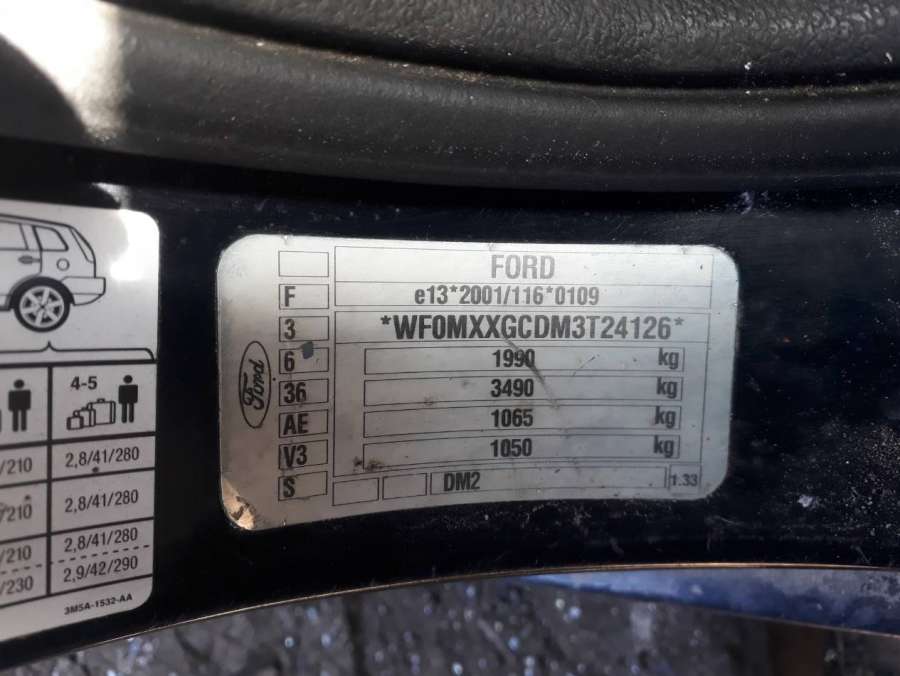 FORD
F e13*2001/116*0109
3 *WF0MXXGCDM3T24126*
6 1990 kg
36 3490 kg
AE 1065 kg
V3 1050 kg
S DM2 1.33
Ford
4-5
/210 2,8/41/280
/210 2,8/41/280
/210 2,8/41/280
/230 2,9/42/290
3M5A-1532-AA